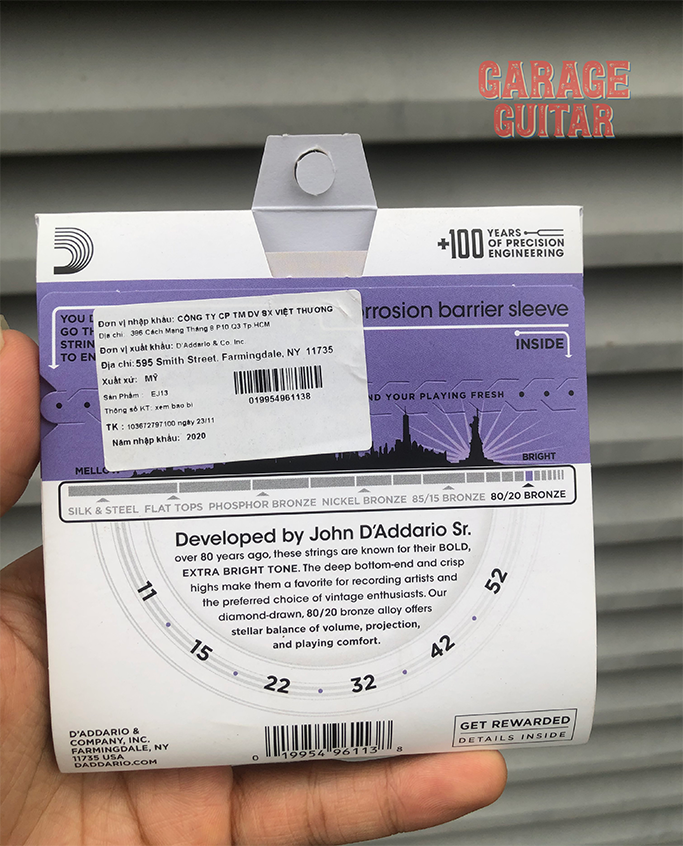 GARAGE
GUITAR
+100 YEARS
OF PRECISION
ENGINEERING
YOU
GO
STRIN
TO EN
rrosion barrier sleeve
INSIDE
Đơn vị nhập khẩu: CÔNG TY CP TM DV SX VIỆT THƯƠNG
Địa chỉ: 396 Cách Mạng Tháng 8 P10 Q3 Tp HCM
Đơn vị xuất khẩu: D'Addario & Co. Inc
Địa chỉ: 595 Smith Street. Farmingdale, NY 11735
Xuất xứ: MỸ
Sản Phẩm: EJ13
Thông số KT: xem bao bì
019954961138
TK : 103672797100 ngày 23/11
Năm nhập khẩu: 2020
ND YOUR PLAYING FRESH
MELLO
BRIGHT
SILK & STEEL FLAT TOPS PHOSPHOR BRONZE NICKEL BRONZE 85/15 BRONZE 80/20 BRONZE
Developed by John D'Addario Sr.
over 80 years ago, these strings are known for their BOLD,
EXTRA BRIGHT TONE. The deep bottom-end and crisp
highs make them a favorite for recording artists and
the preferred choice of vintage enthusiasts. Our
diamond-drawn, 80/20 bronze alloy offers
stellar balance of volume, projection,
and playing comfort.
11 • 15 • 22 • 32 • 42 • 52
D'ADDARIO &
COMPANY, INC.
FARMINGDALE, NY
11735 USA
DADDARIO.COM
0 19954 96113 8
GET REWARDED
DETAILS INSIDE